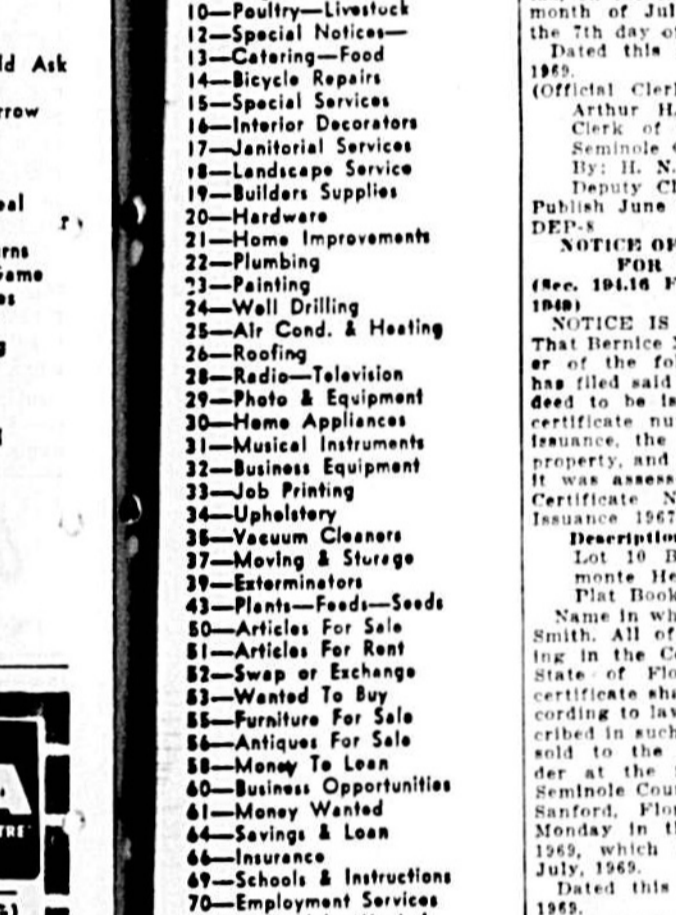 ld Ask
rrow
eal
r
rns
Game
es
g
TRE
10—Poultry—Livestock
12—Special Notices—
13—Catering—Food
14—Bicycle Repairs
15—Special Services
16—Interior Decorators
17—Janitorial Services
18—Landscape Service
19—Builders Supplies
20—Hardware
21—Home Improvements
22—Plumbing
23—Painting
24—Well Drilling
25—Air Cond. & Heating
26—Roofing
28—Radio—Television
29—Photo & Equipment
30—Home Appliances
31—Musical Instruments
32—Business Equipment
33—Job Printing
34—Upholstery
35—Vacuum Cleaners
37—Moving & Storage
39—Exterminators
43—Plants—Feeds—Seeds
50—Articles For Sale
51—Articles For Rent
52—Swap or Exchange
53—Wanted To Buy
55—Furniture For Sale
56—Antiques For Sale
58—Money To Loan
60—Business Opportunities
61—Money Wanted
64—Savings & Loan
66—Insurance
69—Schools & Instructions
70—Employment Services
month of Jul
the 7th day of
Dated this
1969.
(Official Cler
Arthur H.
Clerk of
Seminole
By: H. N.
Deputy Cl
Publish June
DEP-8
NOTICE OF
FOR
(Sec. 194.16 F
1949)
NOTICE IS
That Bernice
er of the fol
has filed said
deed to be is
certificate nu
issuance, the
property, and
it was assess
Certificate N
Issuance 1967
Description
Lot 10 B
monte He
Plat Book
Name in wh
Smith. All of
ing in the Co
State of Flo
certificate sha
cording to law
cribed in such
sold to the
der at the
Seminole Cou
Sanford, Flo
Monday in th
1969, which
July, 1969.
Dated this
1969.